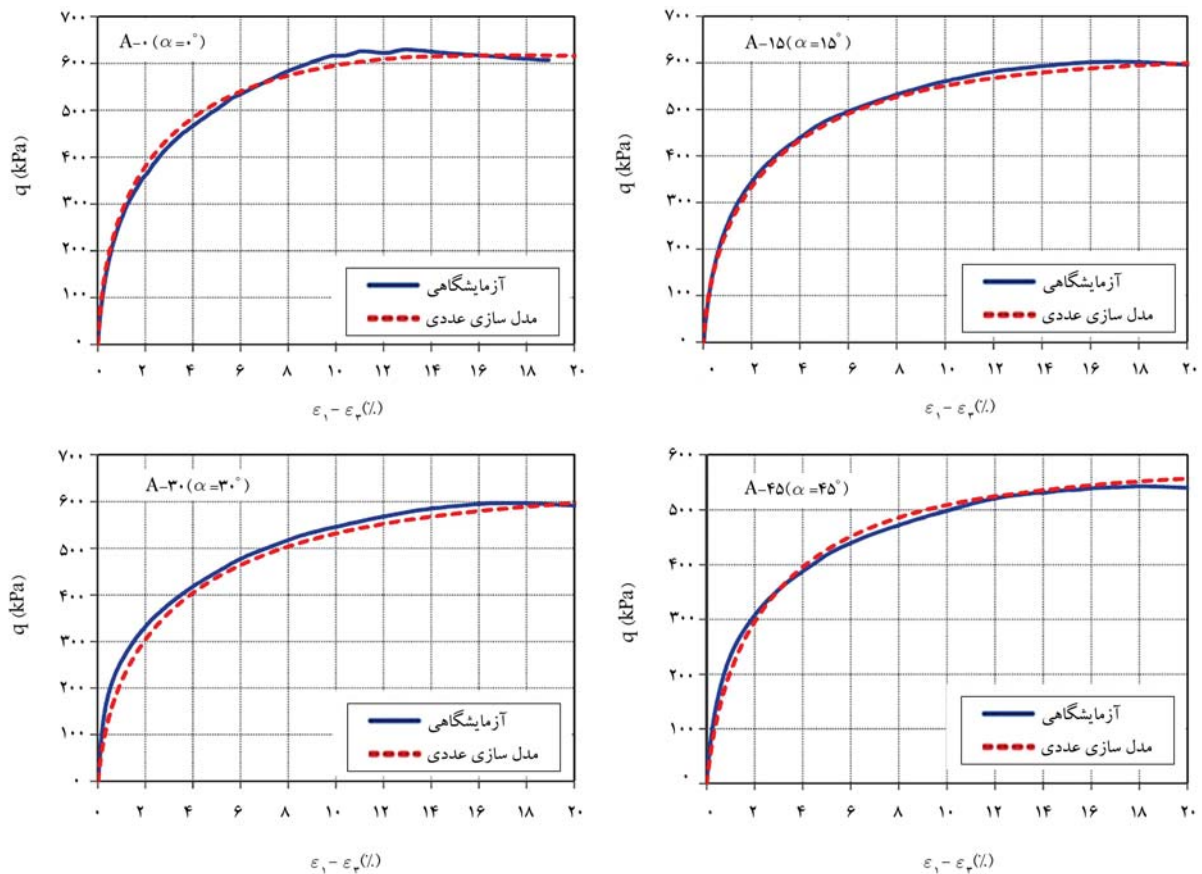 A-۰(α=۰°)
q (kPa)
۷۰۰
۶۰۰
۵۰۰
۴۰۰
۳۰۰
۲۰۰
۱۰۰
۰
آزمایشگاهی
مدل سازی عددی
۰ ۲ ۴ ۶ ۸ ۱۰ ۱۲ ۱۴ ۱۶ ۱۸ ۲۰
ε۱ - ε۳(٪)
A-۱۵(α=۱۵°)
q (kPa)
۷۰۰
۶۰۰
۵۰۰
۴۰۰
۳۰۰
۲۰۰
۱۰۰
۰
آزمایشگاهی
مدل سازی عددی
۰ ۲ ۴ ۶ ۸ ۱۰ ۱۲ ۱۴ ۱۶ ۱۸ ۲۰
ε۱ - ε۳(٪)
A-۳۰(α=۳۰°)
q (kPa)
۷۰۰
۶۰۰
۵۰۰
۴۰۰
۳۰۰
۲۰۰
۱۰۰
۰
آزمایشگاهی
مدل سازی عددی
۰ ۲ ۴ ۶ ۸ ۱۰ ۱۲ ۱۴ ۱۶ ۱۸ ۲۰
ε۱ - ε۳(٪)
A-۴۵(α=۴۵°)
q (kPa)
۶۰۰
۵۰۰
۴۰۰
۳۰۰
۲۰۰
۱۰۰
۰
آزمایشگاهی
مدل سازی عددی
۰ ۲ ۴ ۶ ۸ ۱۰ ۱۲ ۱۴ ۱۶ ۱۸ ۲۰
ε۱ - ε۳(٪)